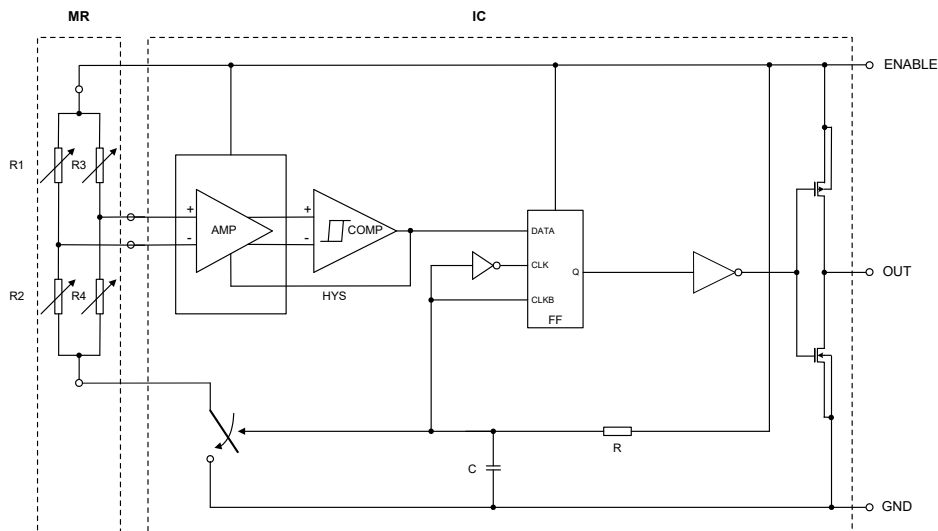 MR
IC
ENABLE
R1
R3
+
+
AMP
COMP
-
-
DATA
CLK
Q
CLKB
FF
HYS
OUT
R2
R4
R
C
GND